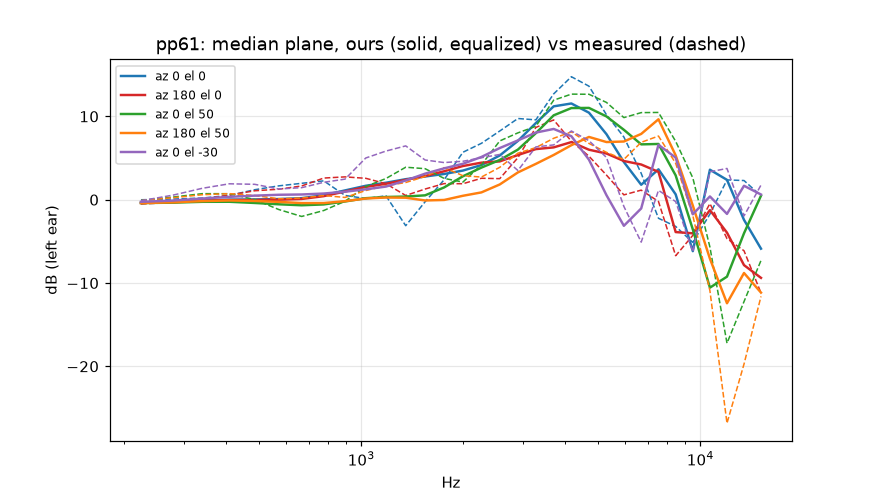 pp61: median plane, ours (solid, equalized) vs measured (dashed)
az 0 el 0
az 180 el 0
az 0 el 50
az 180 el 50
az 0 el -30
dB (left ear)
10
0
−10
−20
10³
10⁴
Hz